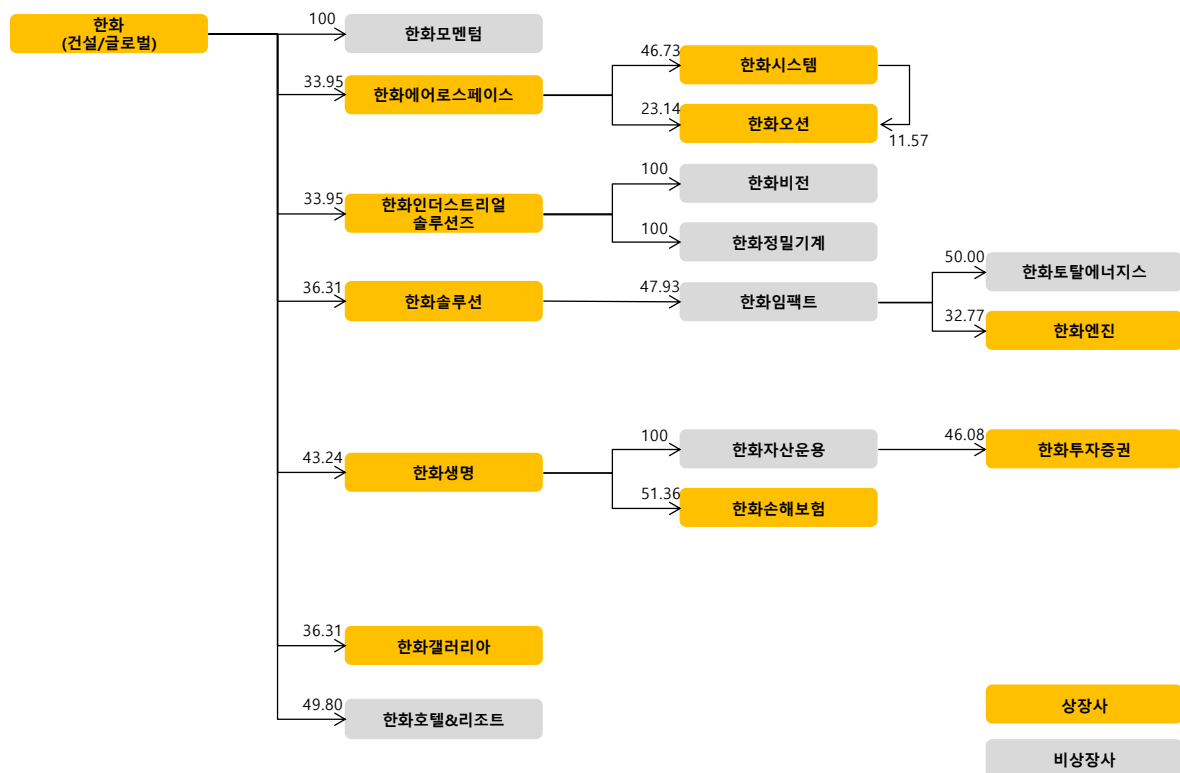 한화
(건설/글로벌)
100
한화모멘텀
33.95
한화에어로스페이스
46.73
한화시스템
23.14
한화오션
11.57
33.95
한화인더스트리얼
솔루션즈
100
한화비전
100
한화정밀기계
36.31
한화솔루션
47.93
한화임팩트
50.00
한화토탈에너지스
32.77
한화엔진
43.24
한화생명
100
한화자산운용
46.08
한화투자증권
51.36
한화손해보험
36.31
한화갤러리아
49.80
한화호텔&리조트
상장사
비상장사